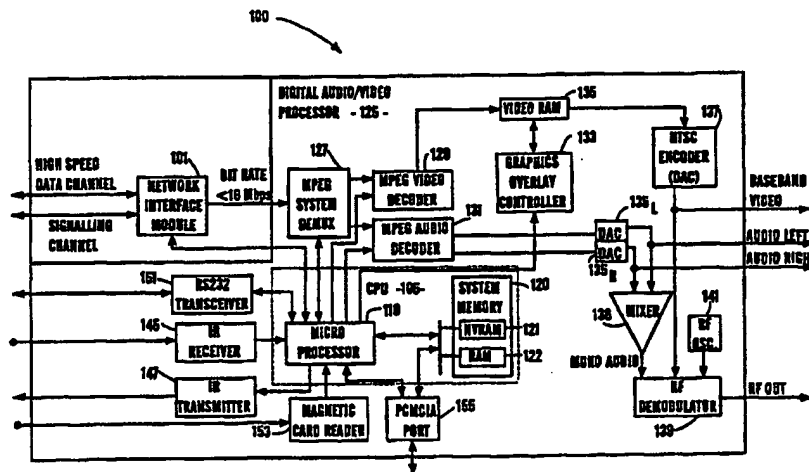 100
DIGITAL AUDIO/VIDEO
PROCESSOR -125-
HIGH SPEED
DATA CHANNEL
SIGNALLING
CHANNEL
101
NETWORK
INTERFACE
MODULE
BIT RATE
<16 Mbps
127
MPEG
SYSTEM
DEMUX
129
MPEG VIDEO
DECODER
131
MPEG AUDIO
DECODER
136
VIDEO RAM
133
GRAPHICS
OVERLAY
CONTROLLER
137
NTSC
ENCODER
(DAC)
BASEBAND
VIDEO
135 L
DAC
DAC
135 R
AUDIO LEFT
AUDIO RIGHT
151
RS232
TRANSCEIVER
145
IR
RECEIVER
147
IR
TRANSMITTER
CPU -105-
110
MICRO
PROCESSOR
SYSTEM
MEMORY
120
NVRAM
121
RAM
122
153
MAGNETIC
CARD READER
PCMCIA
PORT
155
MIXER
138
MONO AUDIO
141
RF
OSC.
RF
DEMODULATOR
139
RF OUT